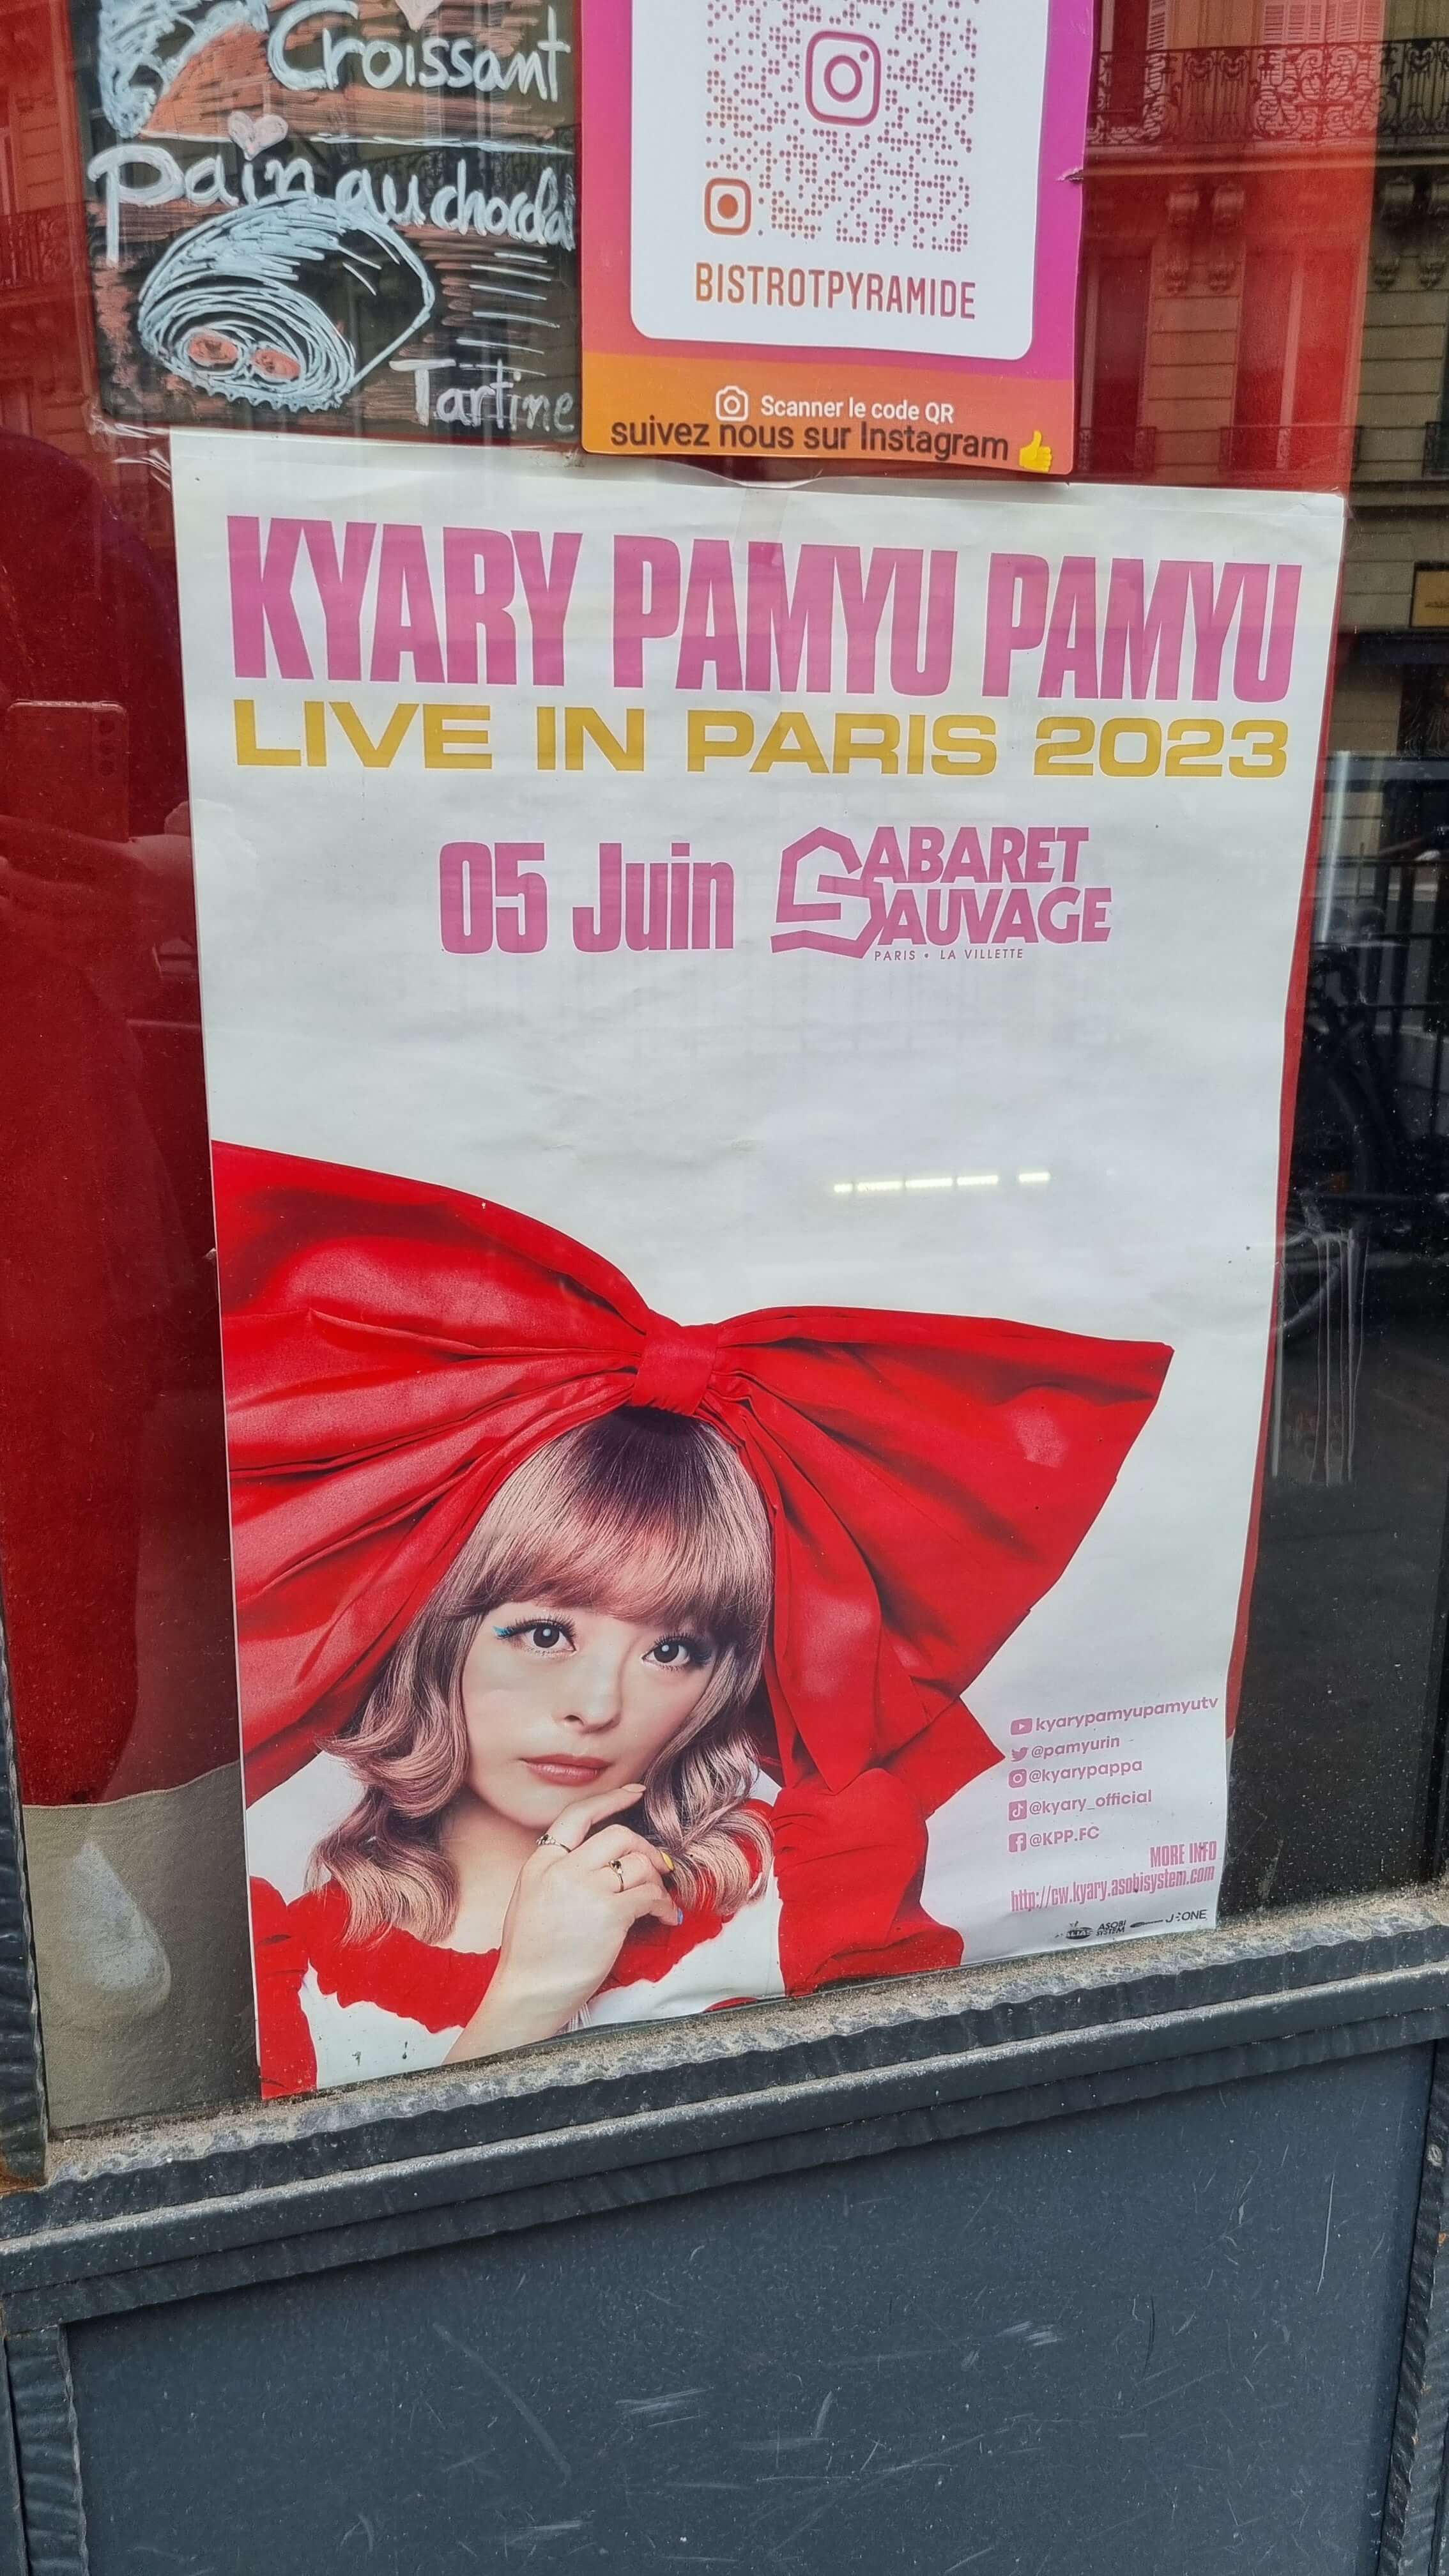 Croissant
Pain au chocolat
Tartine
BISTROTPYRAMIDE
Scanner le code QR
suivez nous sur Instagram
KYARY PAMYU PAMYU
LIVE IN PARIS 2023
05 Juin
CABARET
SAUVAGE
PARIS • LA VILLETTE
kyarypamyupamyutv
@pamyurin
@kyarypappa
@kyary_official
@KPP.FC
MORE INFO
http://cw.kyary.asobisystem.com
ASOBI
SYSTEM